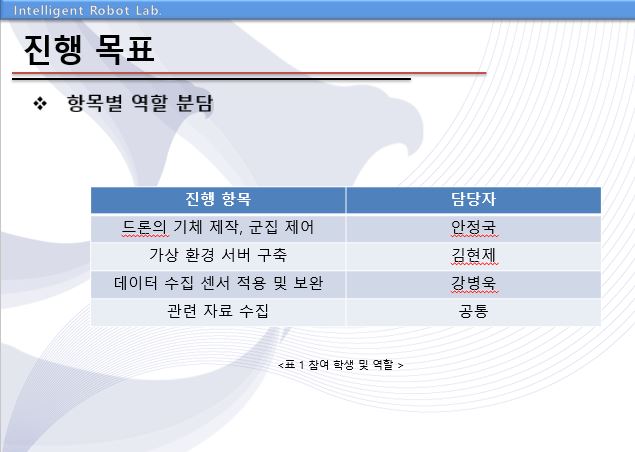 Intelligent Robot Lab.
진행 목표
❖ 항목별 역할 분담
진행 항목 담당자
드론의 기체 제작, 군집 제어 안정국
가상 환경 서버 구축 김현제
데이터 수집 센서 적용 및 보완 강병욱
관련 자료 수집 공통
<표 1 참여 학생 및 역할 >